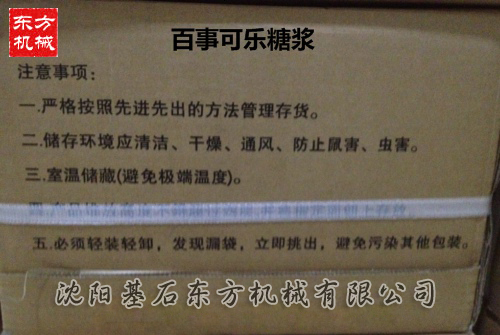 东方
机械
百事可乐糖浆
注意事项：
一.严格按照先进先出的方法管理存货。
二.储存环境应清洁、干燥、通风、防止鼠害、虫害。
三.室温储藏(避免极端温度)。
五.必须轻装轻卸，发现漏袋，立即挑出，避免污染其他包装。
沈阳基石东方机械有限公司